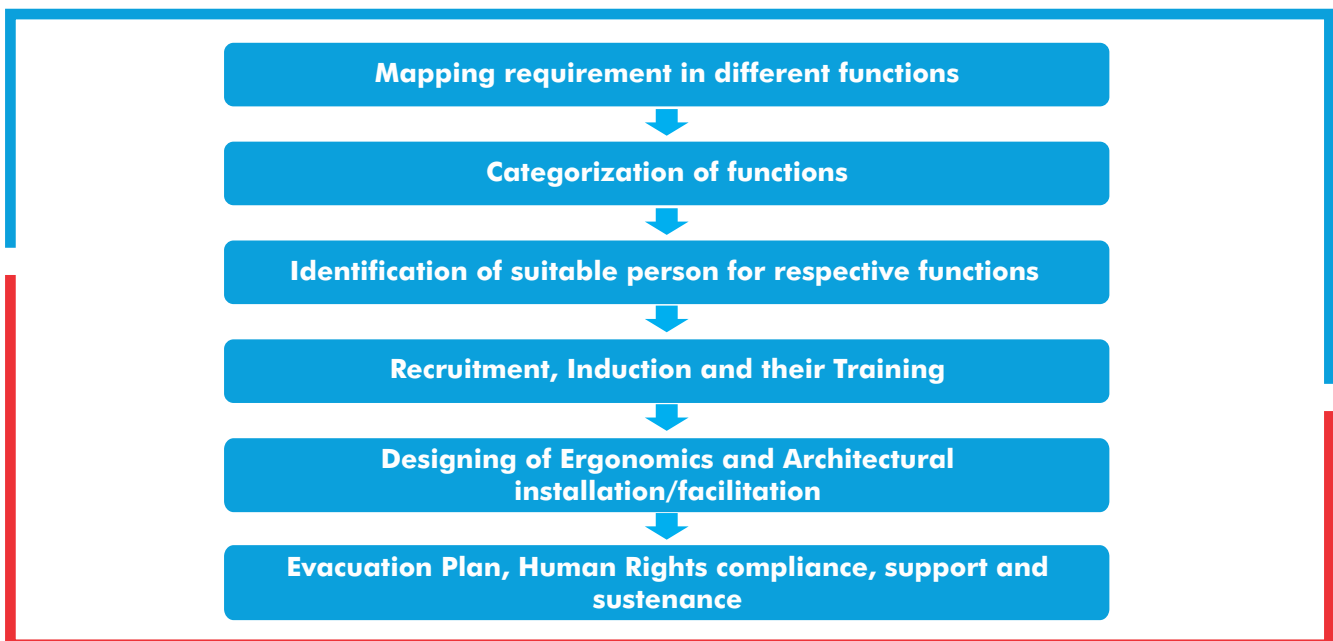 Mapping requirement in different functions
Categorization of functions
Identification of suitable person for respective functions
Recruitment, Induction and their Training
Designing of Ergonomics and Architectural
installation/facilitation
Evacuation Plan, Human Rights compliance, support and
sustenance